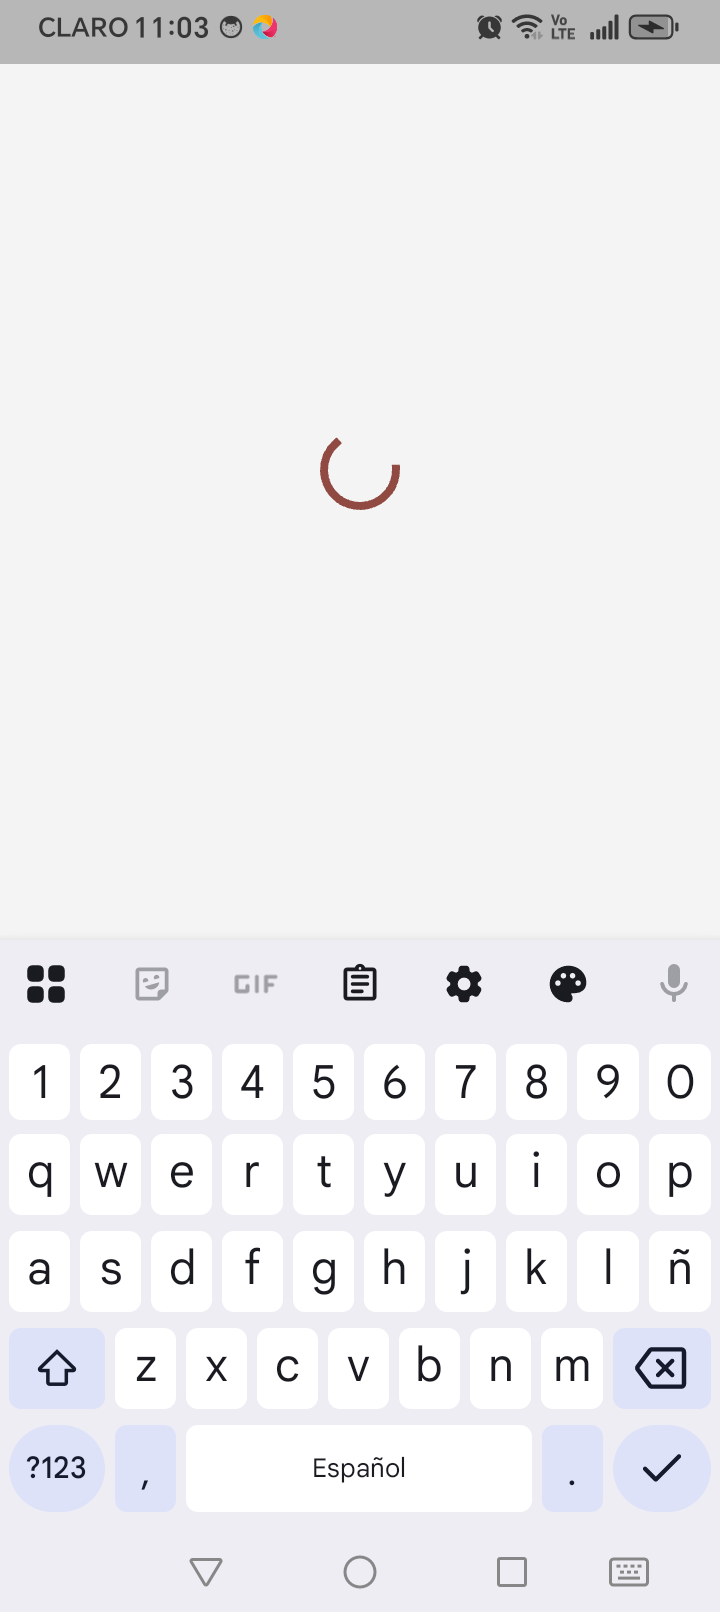 CLARO 11:03 Vo LTE
GIF
1 2 3 4 5 6 7 8 9 0
q w e r t y u i o p
a s d f g h j k l ñ
z x c v b n m
?123 , Español .